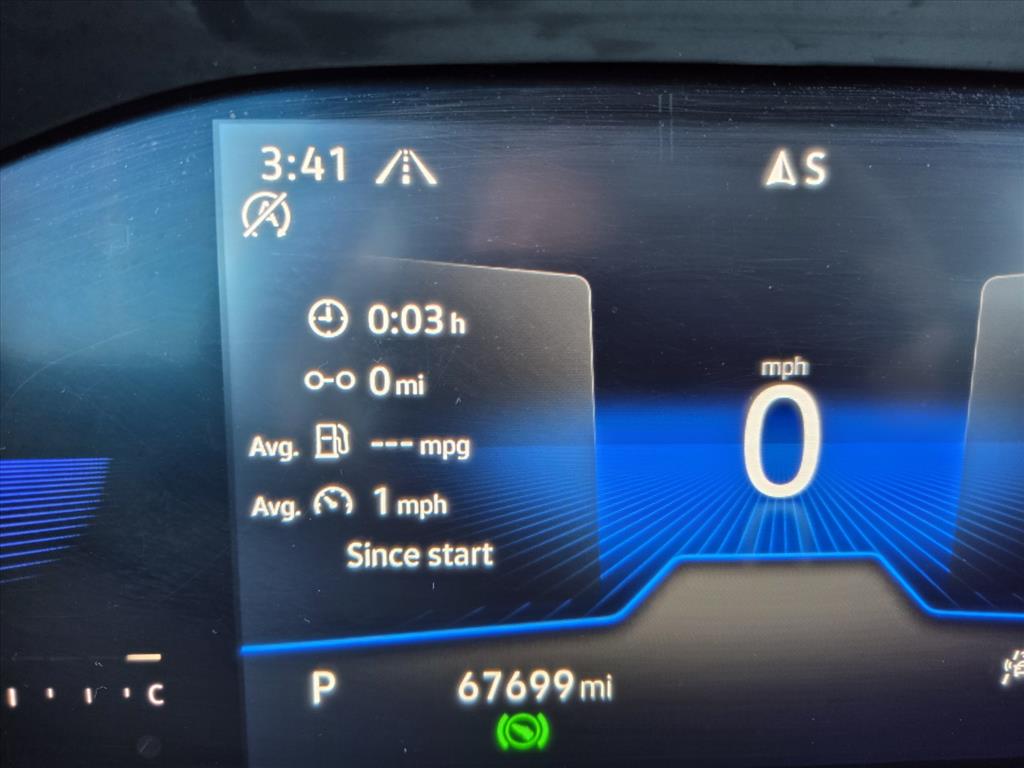 3:41
S
A
0:03 h
0 mi
Avg. --- mpg
Avg. 1 mph
Since start
mph
0
C
P
67699 mi